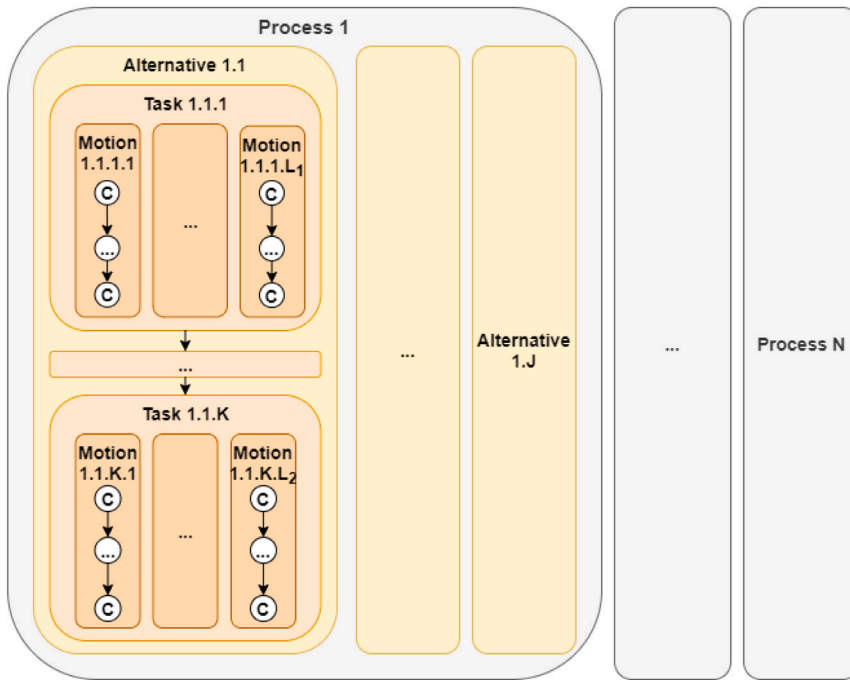 Process 1
Alternative 1.1
Task 1.1.1
Motion
1.1.1.1
C
...
C
...
Motion
1.1.1.L₁
C
...
C
...
Task 1.1.K
Motion
1.1.K.1
C
...
C
...
Motion
1.1.K.L₂
C
...
C
...
Alternative
1.J
...
Process N